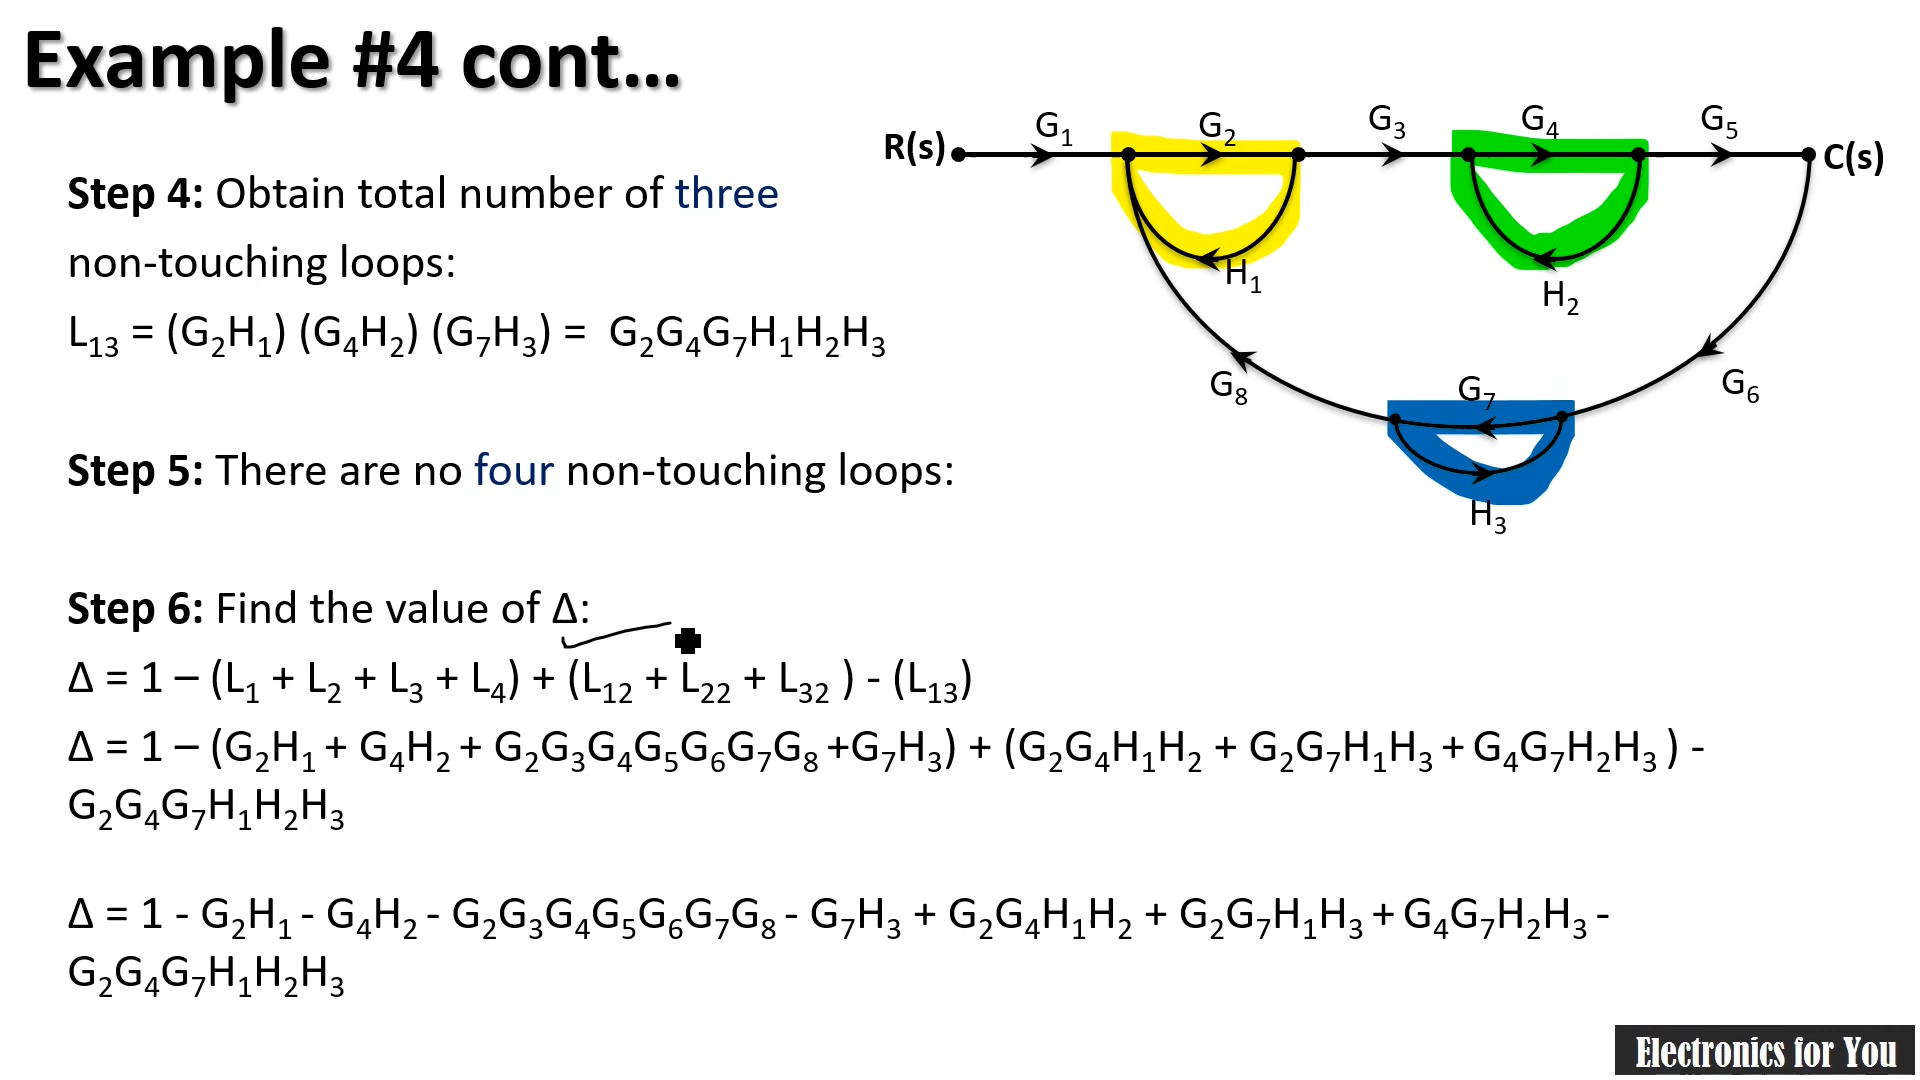 Example #4 cont…
Step 4: Obtain total number of three
non-touching loops:
L₁₃ = (G₂H₁) (G₄H₂) (G₇H₃) = G₂G₄G₇H₁H₂H₃
Step 5: There are no four non-touching loops:
Step 6: Find the value of Δ:
Δ = 1 – (L₁ + L₂ + L₃ + L₄) + (L₁₂ + L₂₂ + L₃₂ ) - (L₁₃)
Δ = 1 – (G₂H₁ + G₄H₂ + G₂G₃G₄G₅G₆G₇G₈ +G₇H₃) + (G₂G₄H₁H₂ + G₂G₇H₁H₃ + G₄G₇H₂H₃ ) -
G₂G₄G₇H₁H₂H₃
Δ = 1 - G₂H₁ - G₄H₂ - G₂G₃G₄G₅G₆G₇G₈ - G₇H₃ + G₂G₄H₁H₂ + G₂G₇H₁H₃ + G₄G₇H₂H₃ -
G₂G₄G₇H₁H₂H₃
R(s)
G₁
G₂
G₃
G₄
G₅
C(s)
H₁
H₂
G₈
G₇
G₆
H₃
Electronics for You